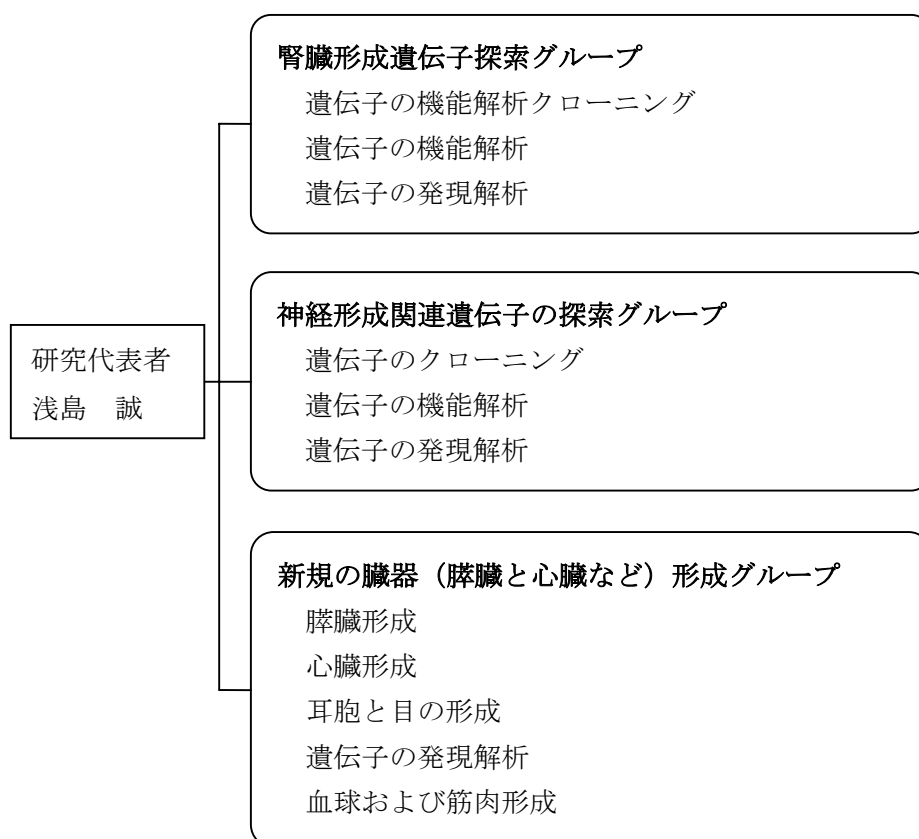 腎臓形成遺伝子探索グループ
遺伝子の機能解析クローニング
遺伝子の機能解析
遺伝子の発現解析
神経形成関連遺伝子の探索グループ
遺伝子のクローニング
遺伝子の機能解析
遺伝子の発現解析
研究代表者
浅島　誠
新規の臓器（膵臓と心臓など）形成グループ
膵臓形成
心臓形成
耳胞と目の形成
遺伝子の発現解析
血球および筋肉形成